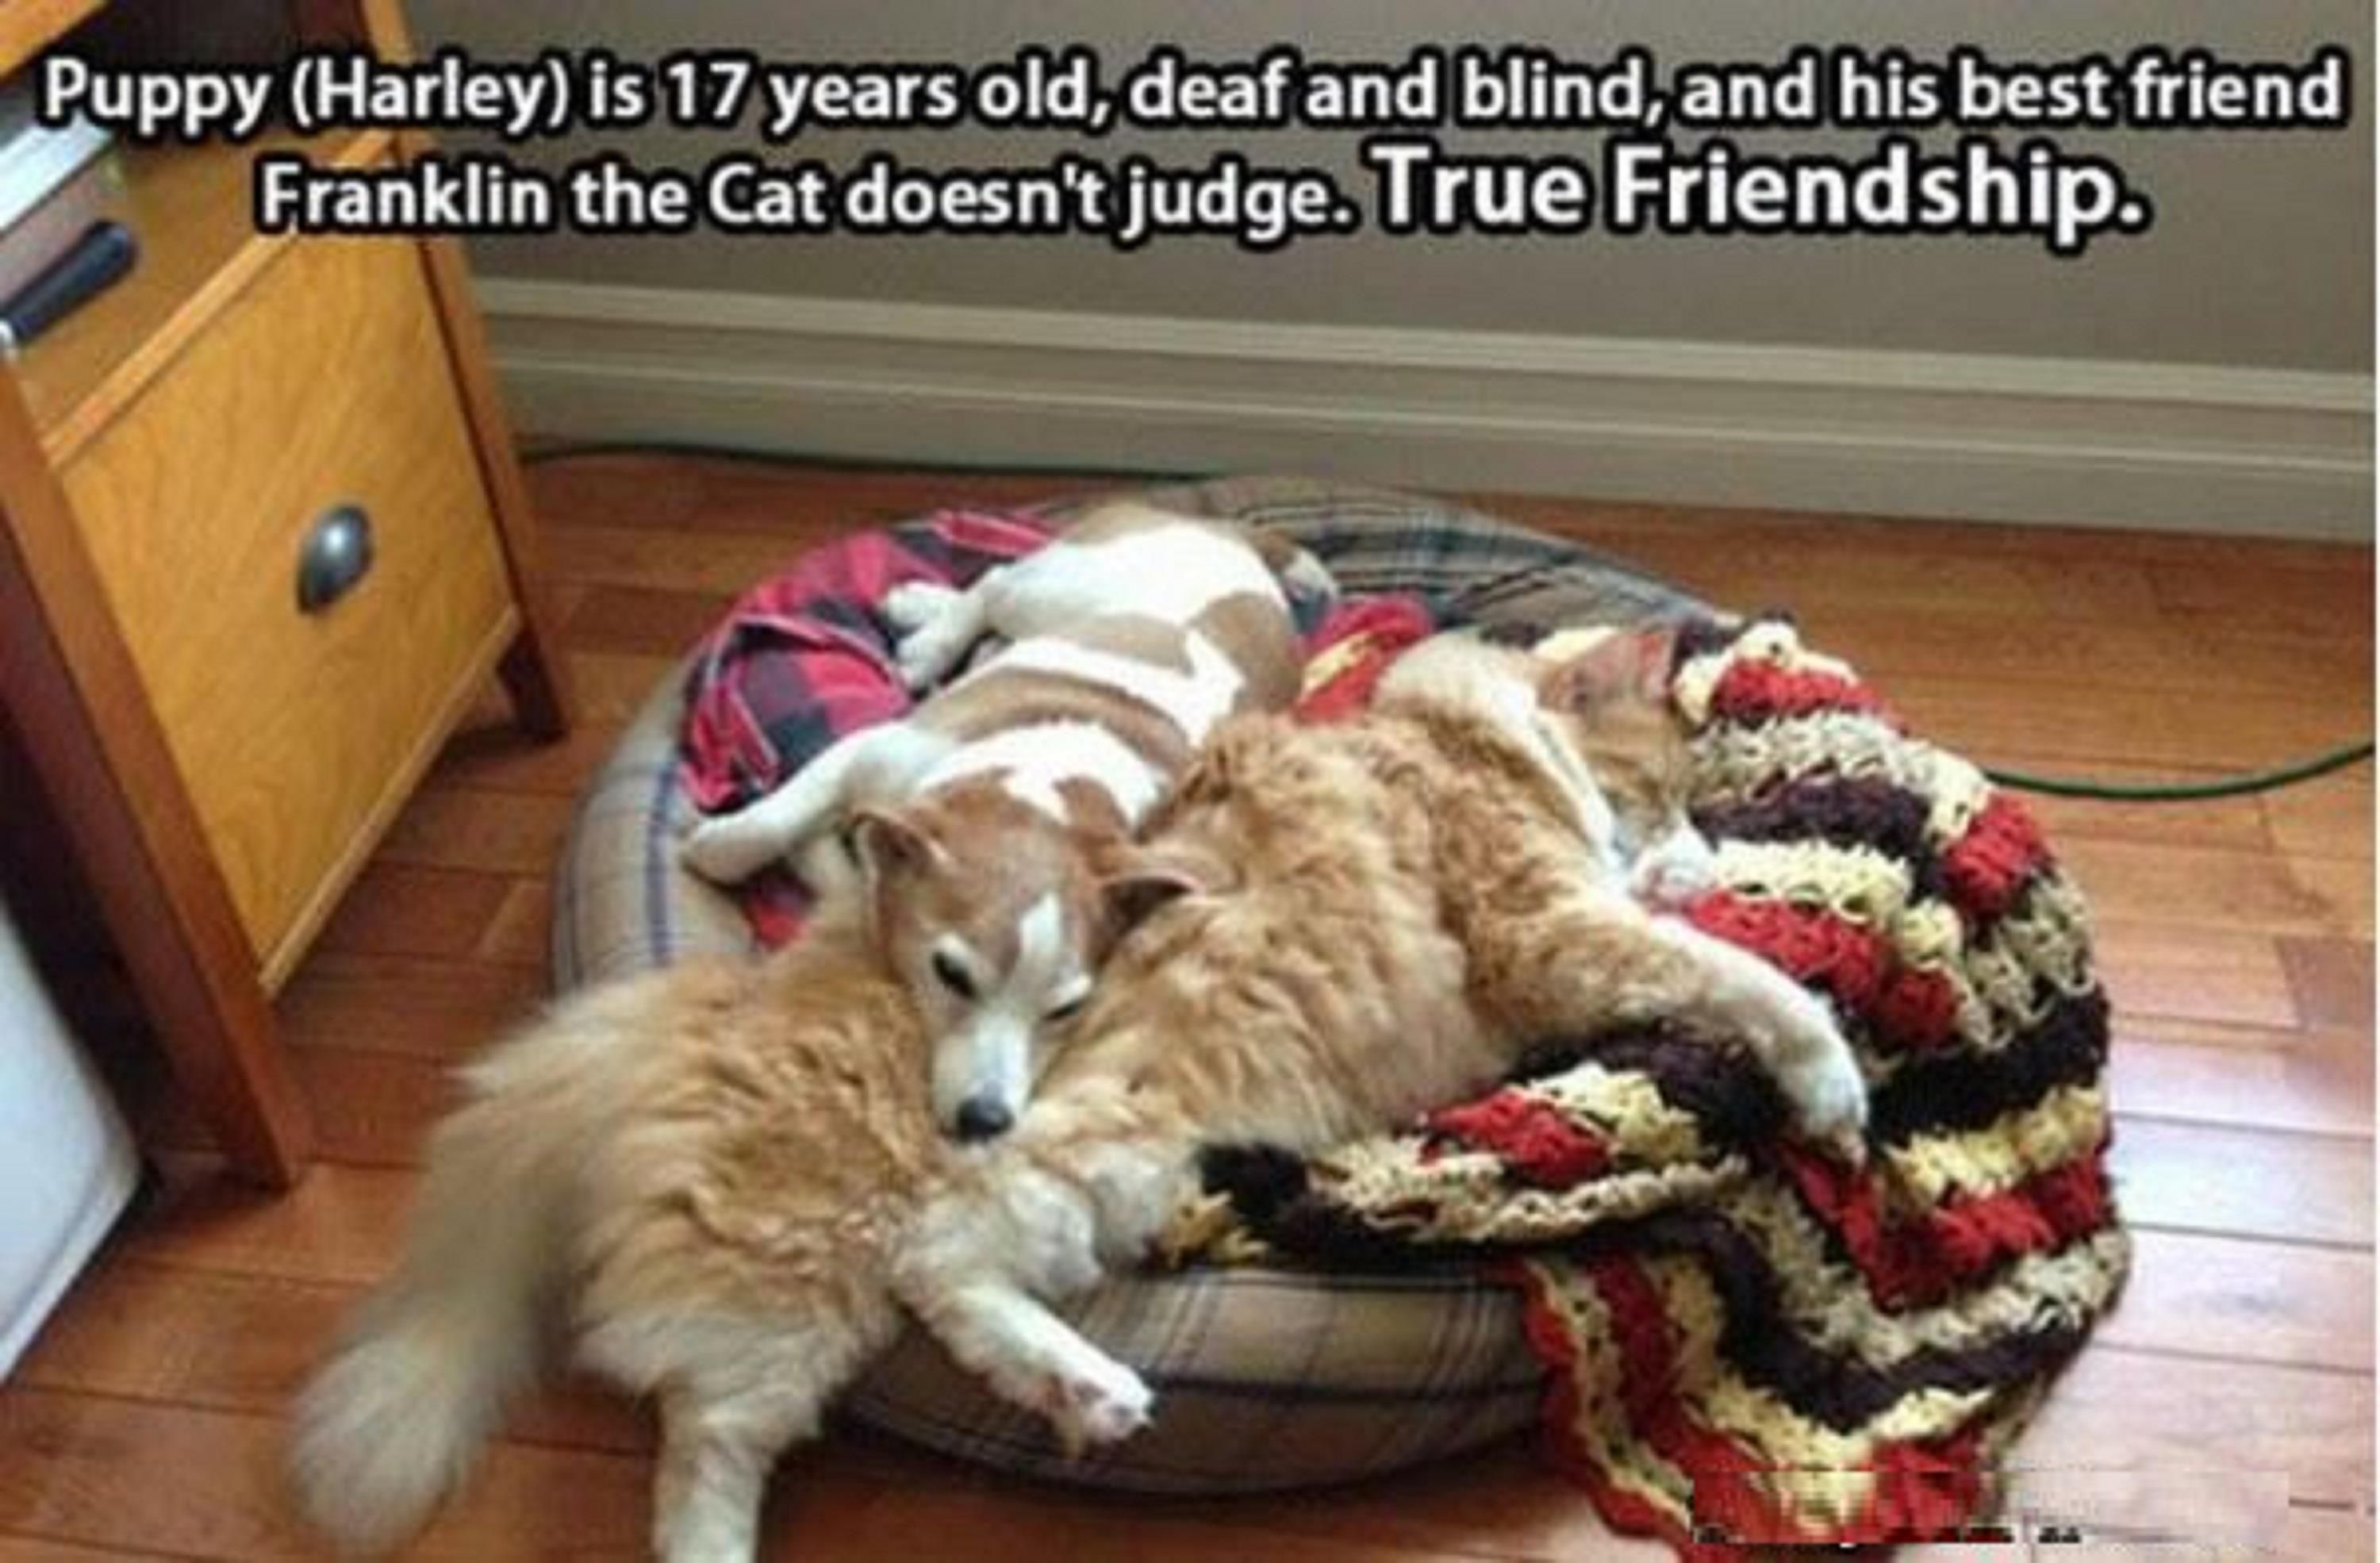 Puppy (Harley) is 17 years old, deaf and blind, and his best friend
Franklin the Cat doesn't judge. True Friendship.